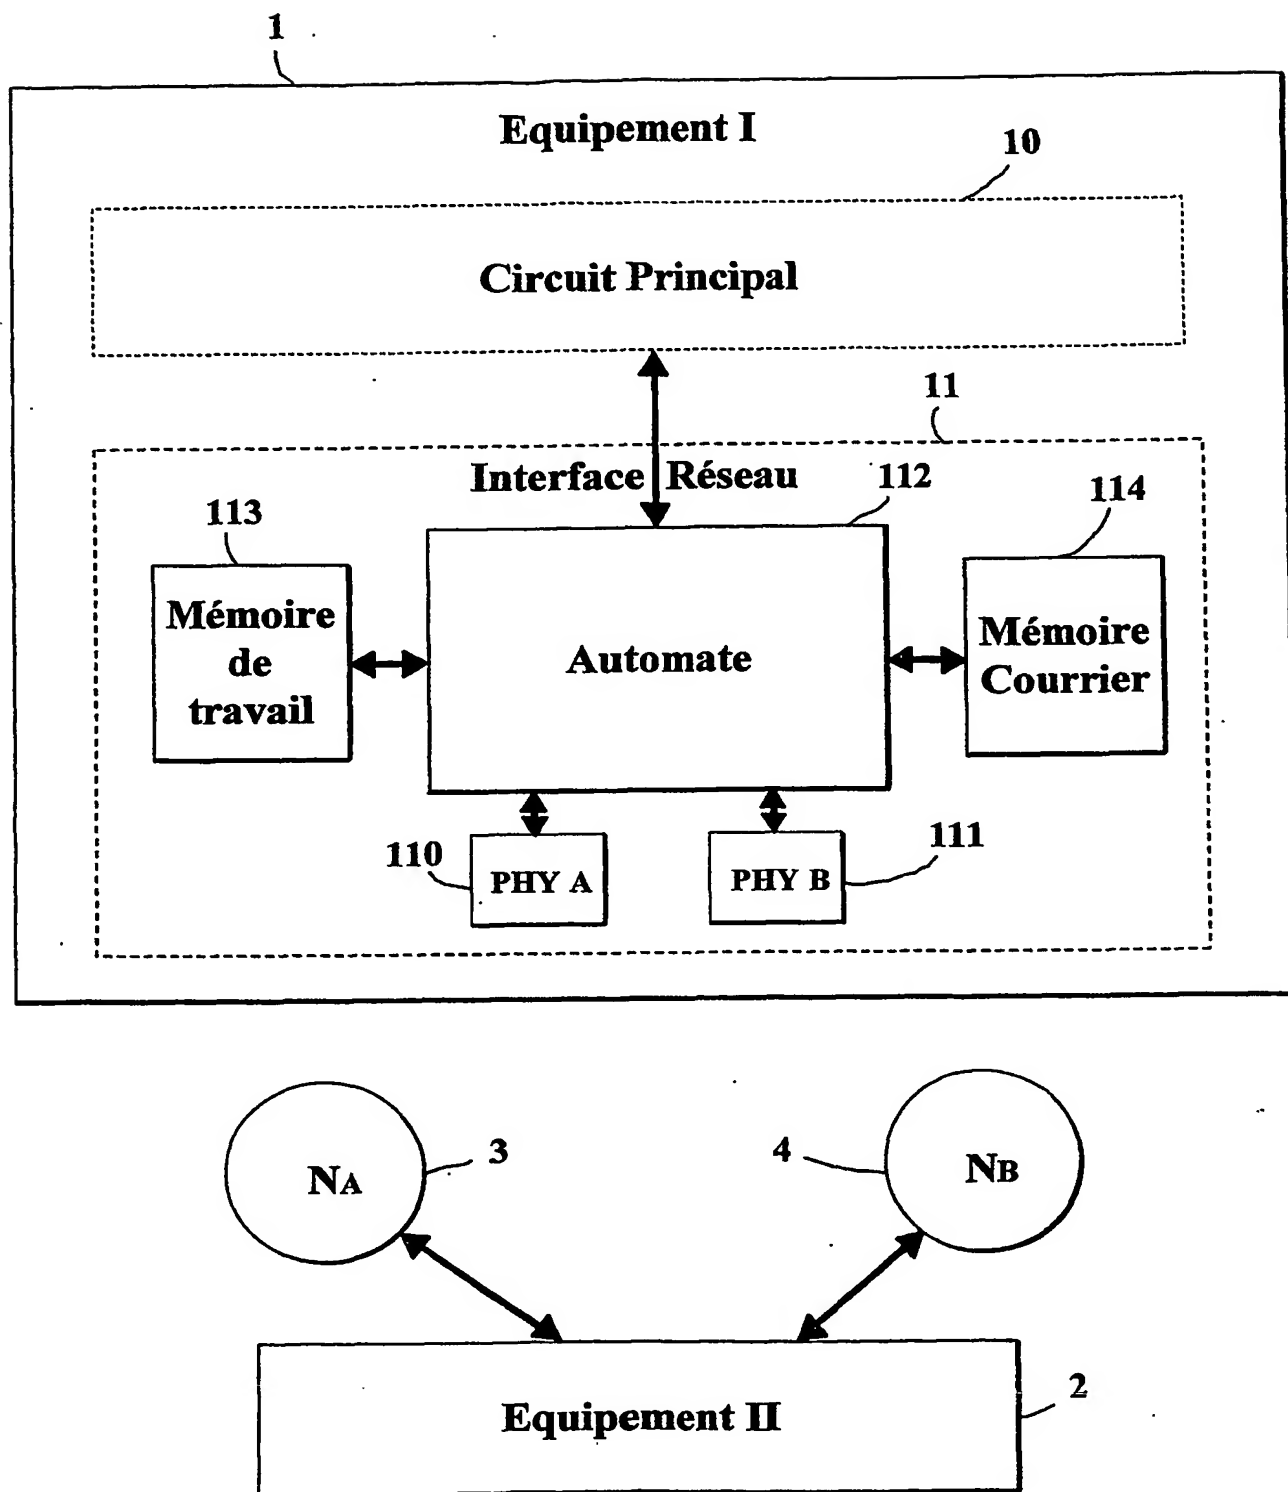 1
Equipement I
10
Circuit Principal
11
Interface Réseau
112
113
114
Mémoire
de
travail
Automate
Mémoire
Courrier
110
PHY A
PHY B
111
NA
3
4
NB
Equipement II
2